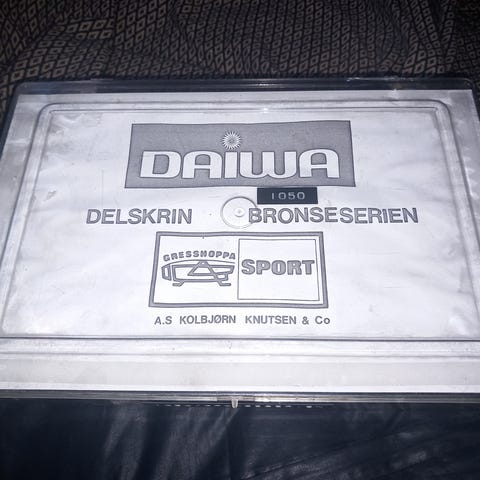 DAIWA
1050
DELSKRIN BRONSESERIEN
GRESSHOPPA
SPORT
A.S KOLBJØRN KNUTSEN & Co